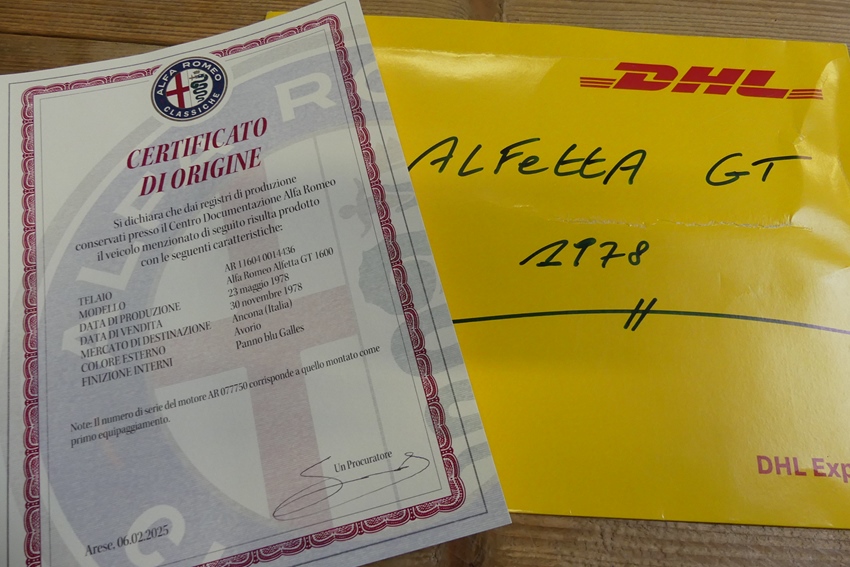 ALFA ROMEO
CLASSICHE
CERTIFICATO
DI ORIGINE
Si dichiara che dai registri di produzione
conservati presso il Centro Documentazione Alfa Romeo
il veicolo menzionato di seguito risulta prodotto
con le seguenti caratteristiche:
TELAIO AR 11604 0014436
MODELLO Alfa Romeo Alfetta GT 1600
DATA DI PRODUZIONE 23 maggio 1978
DATA DI VENDITA 30 novembre 1978
MERCATO DI DESTINAZIONE Ancona (Italia)
COLORE ESTERNO Avorio
FINIZIONE INTERNI Panno blu Galles
Note: Il numero di serie del motore AR 077750 corrisponde a quello montato come
primo equipaggiamento.
Un Procuratore
Arese, 06.02.2025
DHL
ALFettA GT
1978
DHL Exp